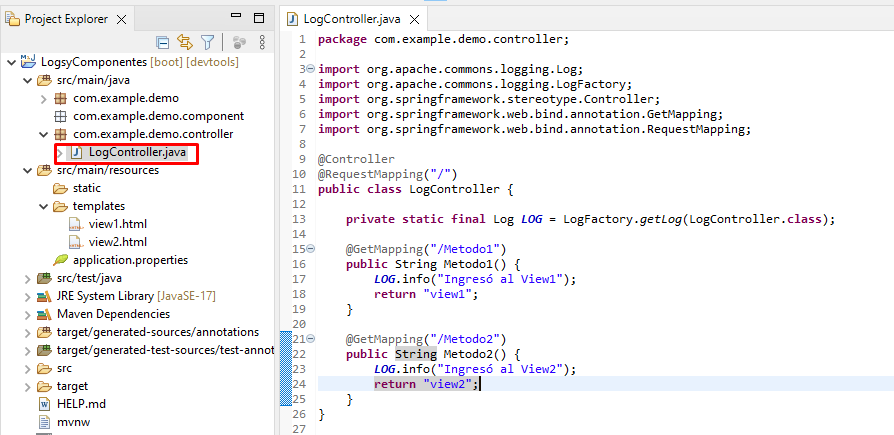 Project Explorer
LogsyComponentes [boot] [devtools]
src/main/java
com.example.demo
com.example.demo.component
com.example.demo.controller
LogController.java
src/main/resources
static
templates
view1.html
view2.html
application.properties
src/test/java
JRE System Library [JavaSE-17]
Maven Dependencies
target/generated-sources/annotations
target/generated-test-sources/test-annot
src
target
HELP.md
mvnw
LogController.java
1 package com.example.demo.controller;
2
3 import org.apache.commons.logging.Log;
4 import org.apache.commons.logging.LogFactory;
5 import org.springframework.stereotype.Controller;
6 import org.springframework.web.bind.annotation.GetMapping;
7 import org.springframework.web.bind.annotation.RequestMapping;
8
9 @Controller
10 @RequestMapping("/")
11 public class LogController {
12
13 private static final Log LOG = LogFactory.getLog(LogController.class);
14
15 @GetMapping("/Metodo1")
16 public String Metodo1() {
17 LOG.info("Ingresó al View1");
18 return "view1";
19 }
20
21 @GetMapping("/Metodo2")
22 public String Metodo2() {
23 LOG.info("Ingresó al View2");
24 return "view2";
25 }
26 }
27